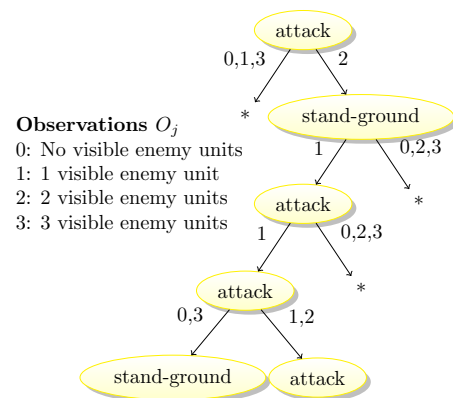 attack
0,1,3
2
*
stand-ground
Observations O_j
0: No visible enemy units
1: 1 visible enemy unit
2: 2 visible enemy units
3: 3 visible enemy units
1
0,2,3
*
attack
1
0,2,3
*
attack
0,3
1,2
stand-ground
attack